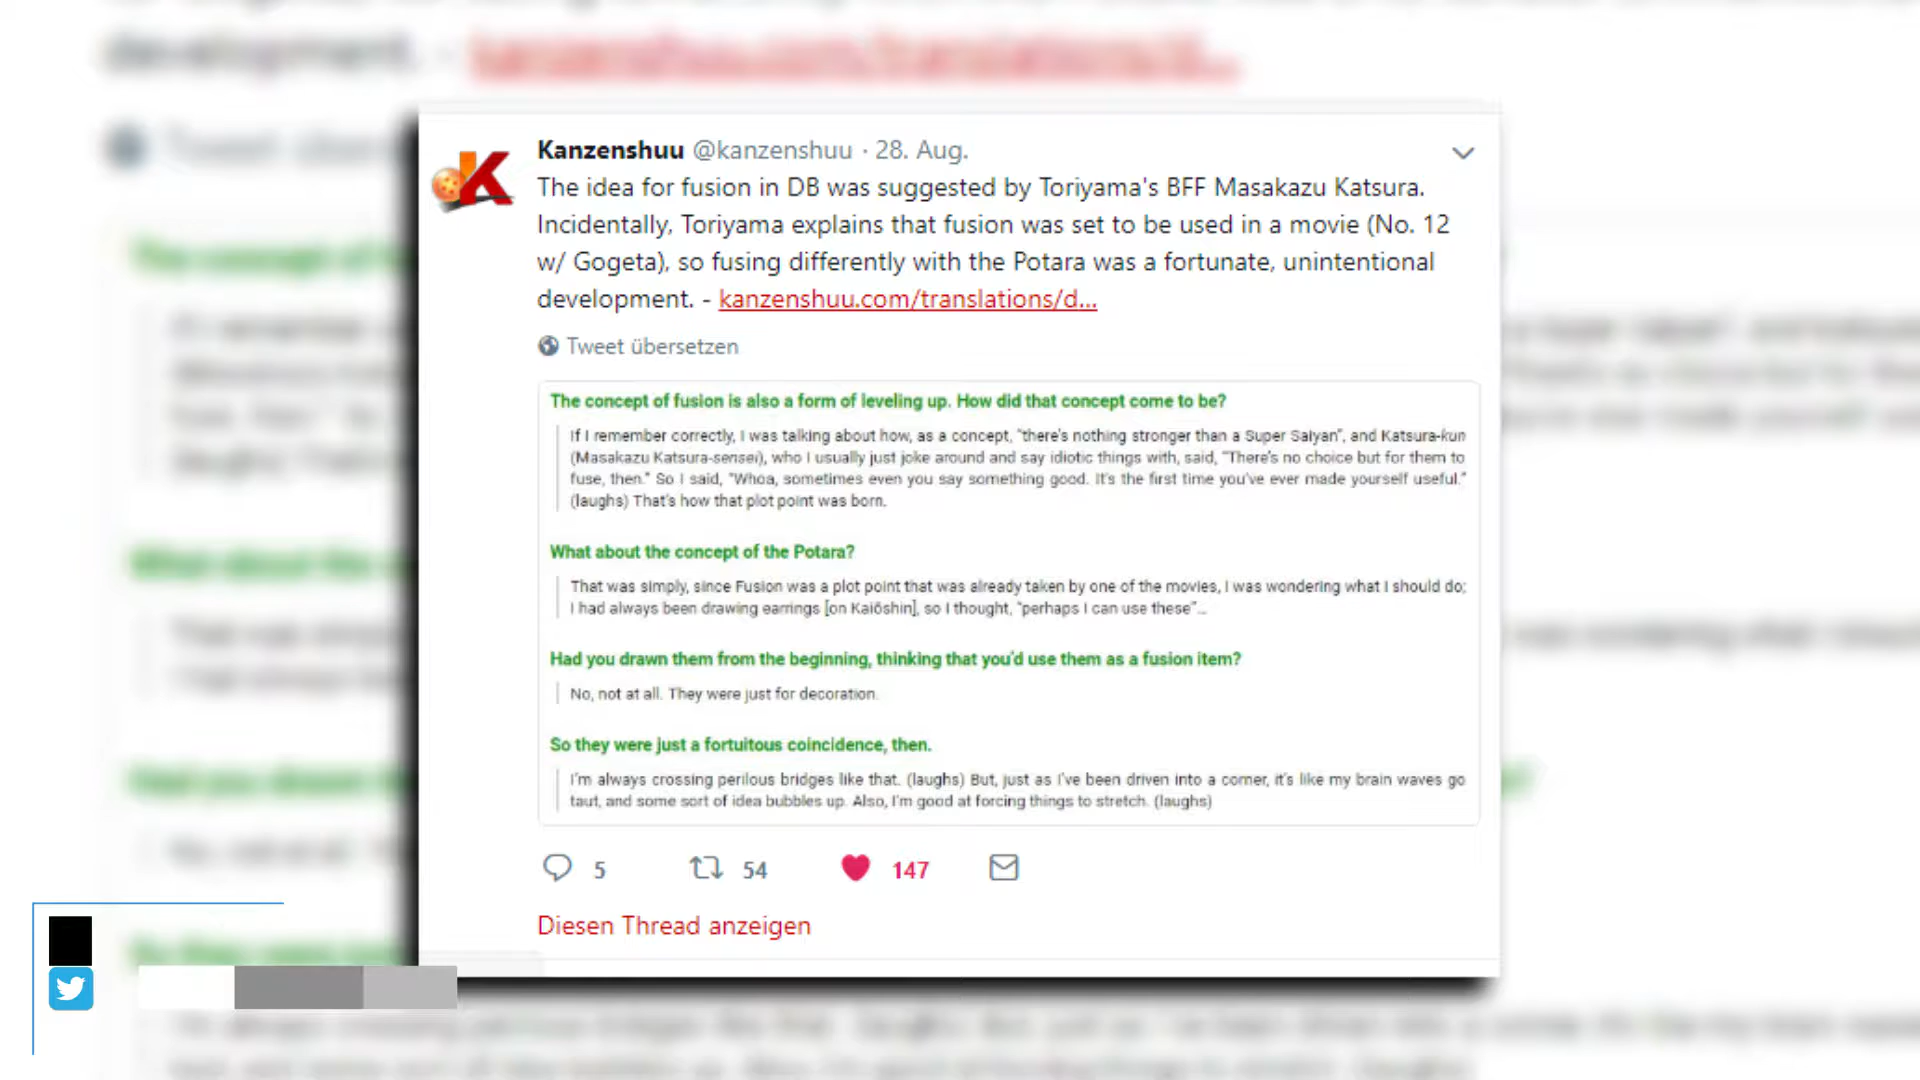 development. - kanzenshuu.com/translations/d...
Kanzenshuu @kanzenshuu · 28. Aug.
The idea for fusion in DB was suggested by Toriyama's BFF Masakazu Katsura.
Incidentally, Toriyama explains that fusion was set to be used in a movie (No. 12
w/ Gogeta), so fusing differently with the Potara was a fortunate, unintentional
development. - kanzenshuu.com/translations/d...
Tweet übersetzen
The concept of fusion is also a form of leveling up. How did that concept come to be?
If I remember correctly, I was talking about how, as a concept, "there's nothing stronger than a Super Saiyan", and Katsura-kun
(Masakazu Katsura-sensei), who I usually just joke around and say idiotic things with, said, "There's no choice but for them to
fuse, then." So I said, "Whoa, sometimes even you say something good. It's the first time you've ever made yourself useful."
(laughs) That's how that plot point was born.
What about the concept of the Potara?
That was simply, since Fusion was a plot point that was already taken by one of the movies, I was wondering what I should do;
I had always been drawing earrings [on Kaiōshin], so I thought, "perhaps I can use these"...
Had you drawn them from the beginning, thinking that you'd use them as a fusion item?
No, not at all. They were just for decoration.
So they were just a fortuitous coincidence, then.
I'm always crossing perilous bridges like that. (laughs) But, just as I've been driven into a corner, it's like my brain waves go
taut, and some sort of idea bubbles up. Also, I'm good at forcing things to stretch. (laughs)
5 54 147
Diesen Thread anzeigen